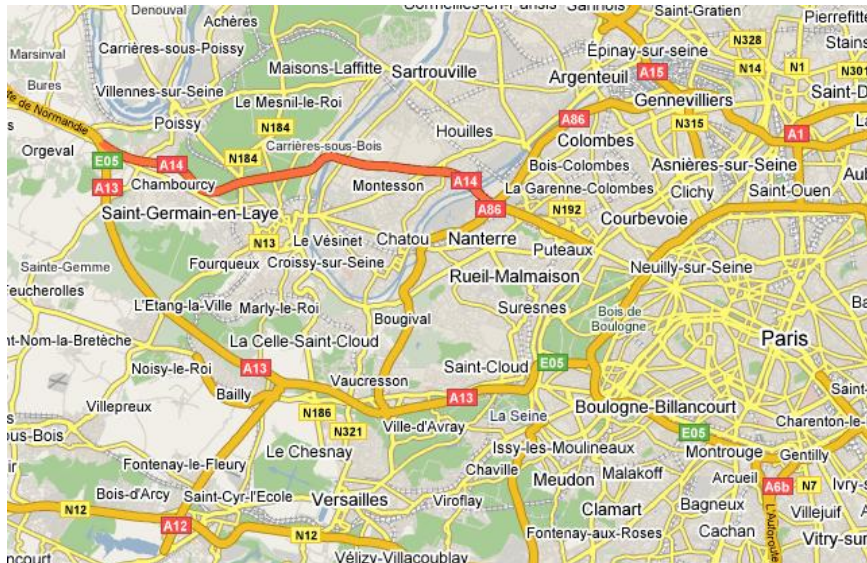 Cormeilles-en-Parisis
Sannois
Denouval
Achères
Saint-Gratien
Pierrefitte
Marsinval
Carrières-sous-Poissy
Épinay-sur-seine
N328
Stains
Maisons-Laffitte
Sartrouville
Argenteuil
A15
N14
N1
N301
Bures
Villennes-sur-Seine
Le Mesnil-le-Roi
Gennevilliers
Saint-D
Poissy
A86
N184
Houilles
Colombes
N315
A1
La
de Normandie
Orgeval
E05
A14
N184
Carrières-sous-Bois
Bois-Colombes
Asnières-sur-Seine
Aub
A13
Chambourcy
Montesson
A14
La Garenne-Colombes
Clichy
Saint-Ouen
Saint-Germain-en-Laye
A86
N192
Courbevoie
N13
Le Vésinet
Chatou
Nanterre
Puteaux
Sainte-Gemme
Fourqueux
Croissy-sur-Seine
Neuilly-sur-Seine
Feucherolles
Rueil-Malmaison
L'Etang-la-Ville
Marly-le-Roi
Suresnes
Bois de
Boulogne
Bougival
nt-Nom-la-Bretèche
La Celle-Saint-Cloud
Paris
Noisy-le-Roi
A13
Saint-Cloud
E05
Bailly
Vaucresson
A13
Villepreux
N186
La Seine
Boulogne-Billancourt
Charenton-le-
ous-Bois
N321
Ville-d'Avray
E05
Fontenay-le-Fleury
Le Chesnay
Issy-les-Moulineaux
Montrouge
Gentilly
Chaville
Malakoff
Arcueil
Bois-d'Arcy
Saint-Cyr-l'Ecole
Versailles
Viroflay
Meudon
A6b
N7
Ivry-s
N12
Clamart
Bagneux
Villejuif
A12
N12
Fontenay-aux-Roses
Cachan
L'Autoroute
Vitry-sur
ncourt
Vélizy-Villacoublay